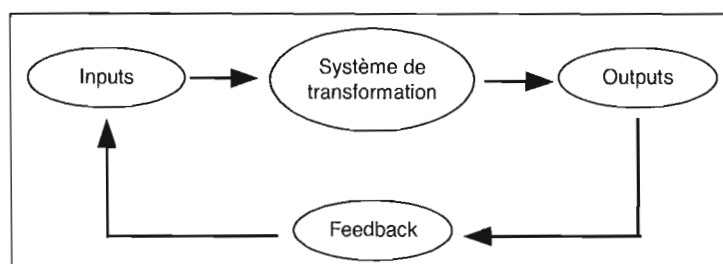 Inputs
Système de
transformation
Outputs
Feedback